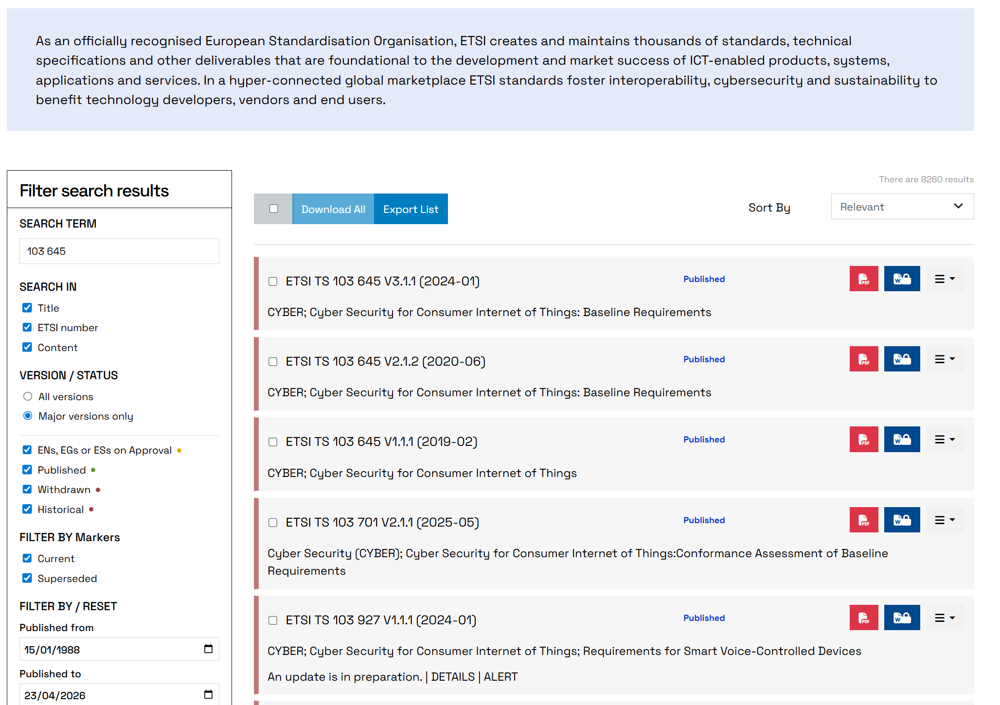 As an officially recognised European Standardisation Organisation, ETSI creates and maintains thousands of standards, technical
specifications and other deliverables that are foundational to the development and market success of ICT-enabled products, systems,
applications and services. In a hyper-connected global marketplace ETSI standards foster interoperability, cybersecurity and sustainability to
benefit technology developers, vendors and end users.
Filter search results
SEARCH TERM
103 645
SEARCH IN
Title
ETSI number
Content
VERSION / STATUS
All versions
Major versions only
ENs, EGs or ESs on Approval
Published
Withdrawn
Historical
FILTER BY Markers
Current
Superseded
FILTER BY / RESET
Published from
15/01/1988
Published to
23/04/2026
There are 8260 results
Download All Export List
Sort By Relevant
ETSI TS 103 645 V3.1.1 (2024-01) Published PDF W
CYBER; Cyber Security for Consumer Internet of Things: Baseline Requirements
ETSI TS 103 645 V2.1.2 (2020-06) Published PDF W
CYBER; Cyber Security for Consumer Internet of Things: Baseline Requirements
ETSI TS 103 645 V1.1.1 (2019-02) Published PDF W
CYBER; Cyber Security for Consumer Internet of Things
ETSI TS 103 701 V2.1.1 (2025-05) Published PDF W
Cyber Security (CYBER); Cyber Security for Consumer Internet of Things:Conformance Assessment of Baseline
Requirements
ETSI TS 103 927 V1.1.1 (2024-01) Published PDF W
CYBER; Cyber Security for Consumer Internet of Things; Requirements for Smart Voice-Controlled Devices
An update is in preparation. | DETAILS | ALERT